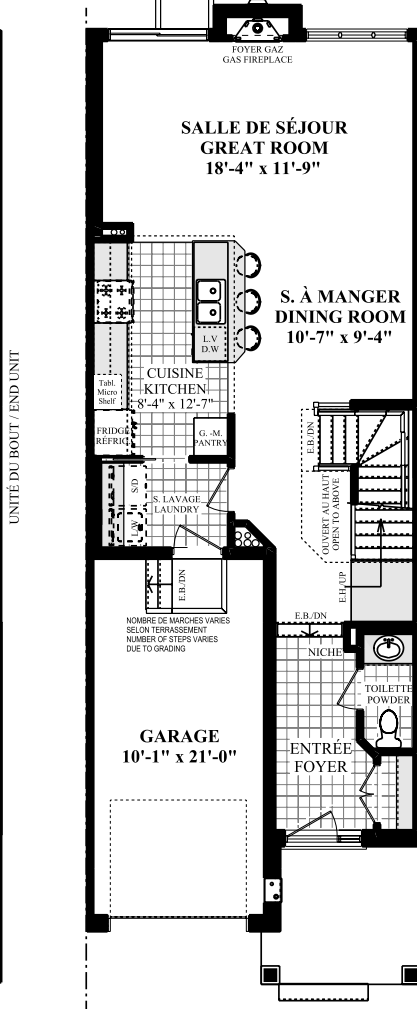 FOYER GAZ
GAS FIREPLACE
SALLE DE SÉJOUR
GREAT ROOM
18'-4" x 11'-9"
S. À MANGER
DINING ROOM
10'-7" x 9'-4"
L.V
D.W
CUISINE
KITCHEN
8'-4" x 12'-7"
Tabl.
Micro
Shelf
FRIDGE
RÉFRIG.
G. -M.
PANTRY
UNITÉ DU BOUT / END UNIT
E.B./DN
S/D
L/W
S. LAVAGE
LAUNDRY
OUVERT AU HAUT
OPEN TO ABOVE
E.H./UP
E.B./DN
NOMBRE DE MARCHES VARIES
SELON TERRASSEMENT
NUMBER OF STEPS VARIES
DUE TO GRADING
E.B./DN
NICHE
TOILETTE
POWDER
GARAGE
10'-1" x 21'-0"
ENTRÉE
FOYER